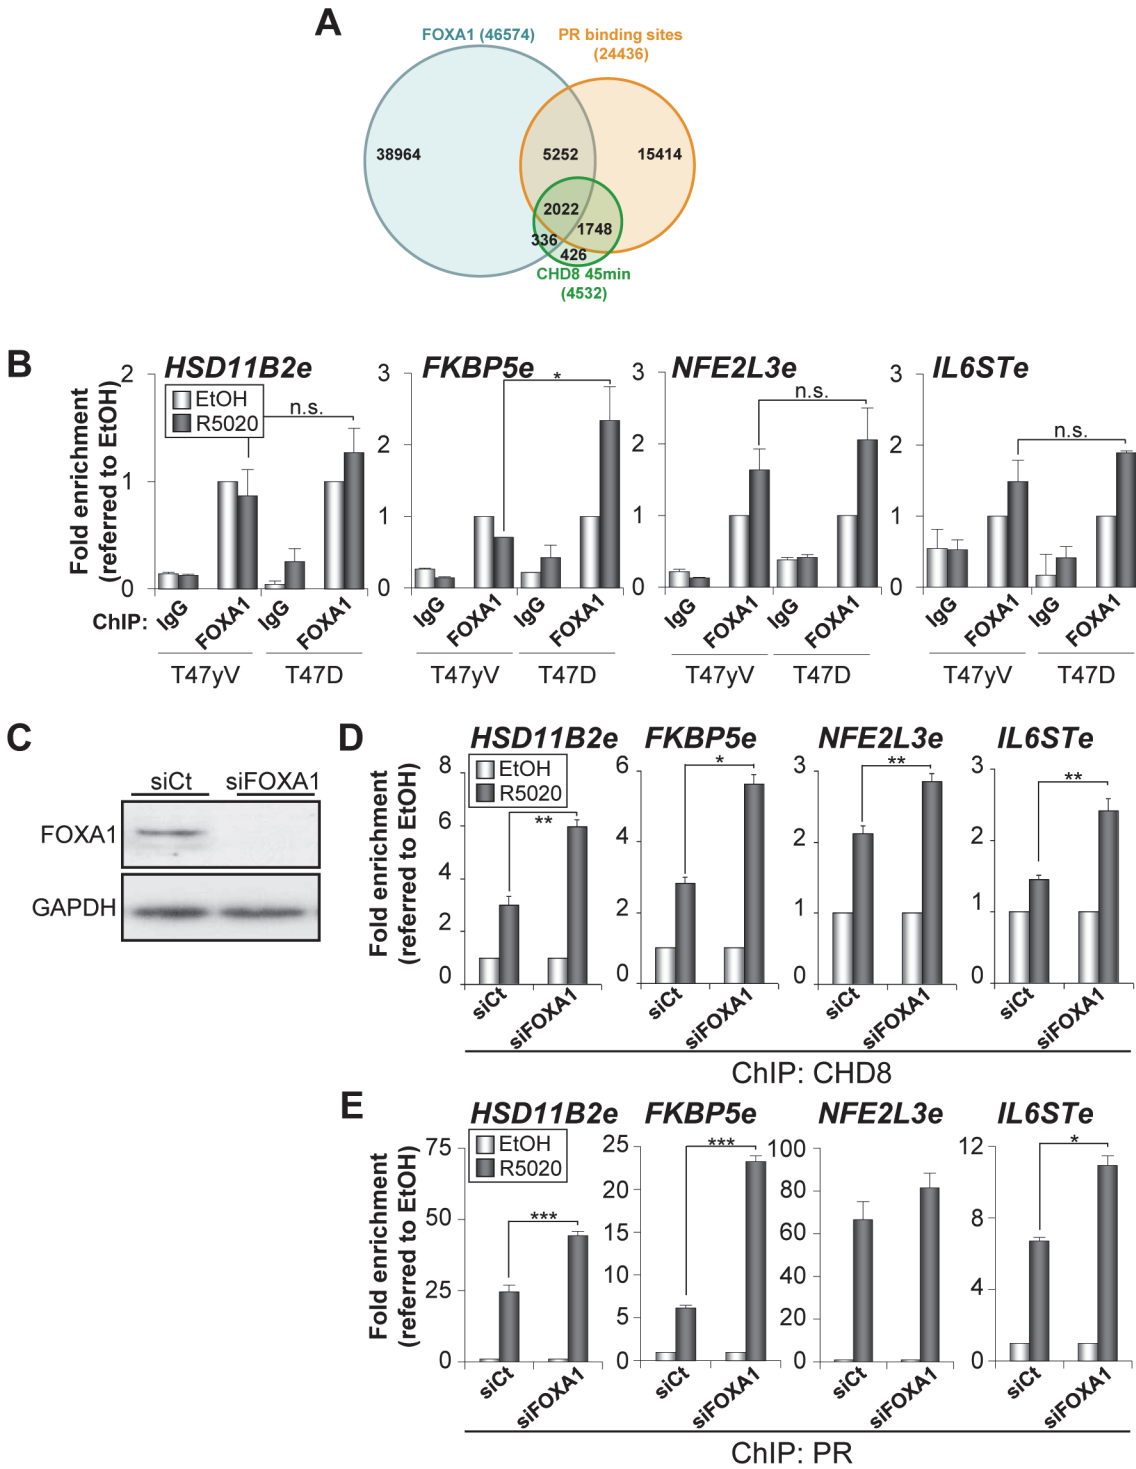 A
FOXA1 (46574)
PR binding sites
(24436)
38964
5252
15414
2022
1748
336
426
CHD8 45min
(4532)
B
HSD11B2e
FKBP5e
NFE2L3e
IL6STe
Fold enrichment
(referred to EtOH)
2
1
0
EtOH
R5020
n.s.
3
2
1
0
*
3
2
1
0
n.s.
3
2
1
0
n.s.
ChIP:
IgG
FOXA1
IgG
FOXA1
IgG
FOXA1
IgG
FOXA1
IgG
FOXA1
IgG
FOXA1
IgG
FOXA1
IgG
FOXA1
T47yV
T47D
T47yV
T47D
T47yV
T47D
T47yV
T47D
C
siCt
siFOXA1
FOXA1
GAPDH
D
HSD11B2e
FKBP5e
NFE2L3e
IL6STe
Fold enrichment
(referred to EtOH)
8
6
4
2
0
EtOH
R5020
**
6
4
2
0
*
3
2
1
0
**
3
2
1
0
**
siCt
siFOXA1
siCt
siFOXA1
siCt
siFOXA1
siCt
siFOXA1
ChIP: CHD8
E
HSD11B2e
FKBP5e
NFE2L3e
IL6STe
Fold enrichment
(referred to EtOH)
75
50
25
0
EtOH
R5020
***
25
20
15
10
5
0
***
100
80
60
40
20
0
12
8
4
0
*
siCt
siFOXA1
siCt
siFOXA1
siCt
siFOXA1
siCt
siFOXA1
ChIP: PR